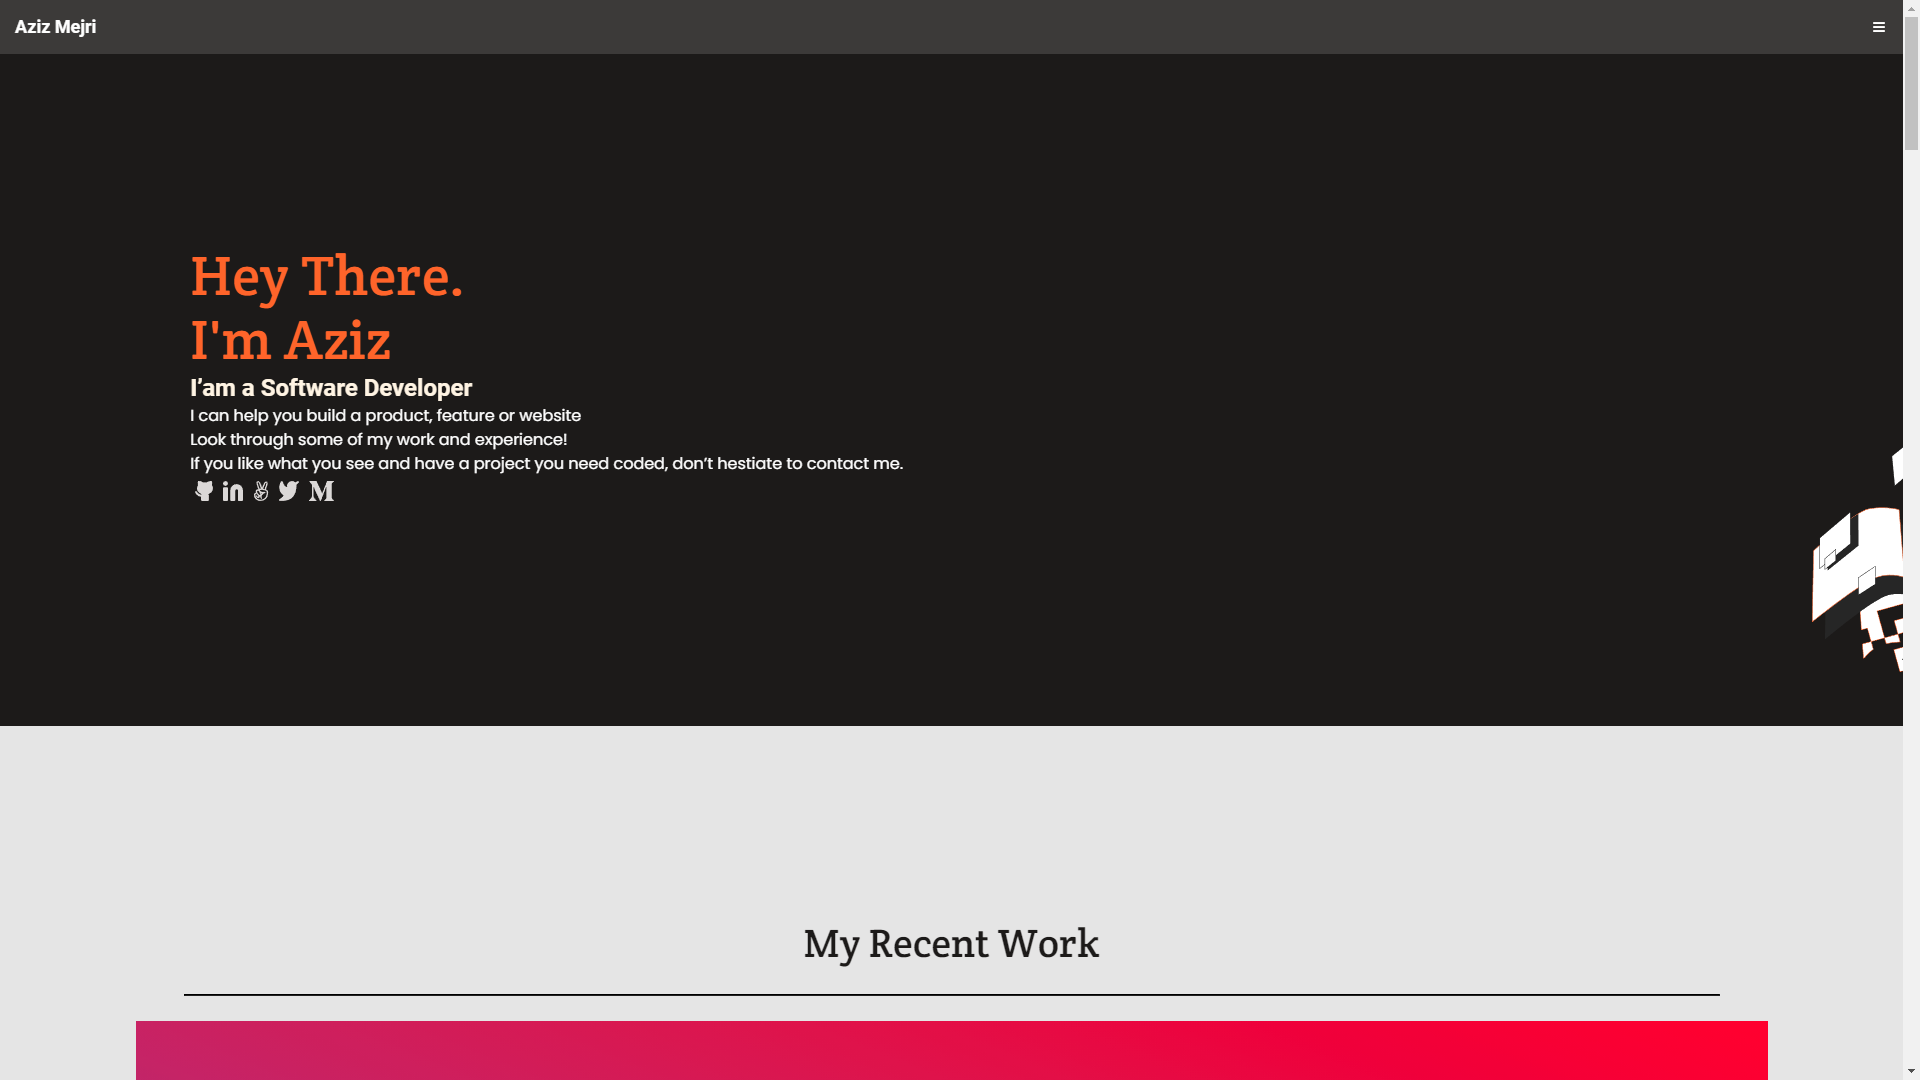 Aziz Mejri
Hey There.
I'm Aziz
I’am a Software Developer
I can help you build a product, feature or website
Look through some of my work and experience!
If you like what you see and have a project you need coded, don’t hestiate to contact me.
My Recent Work